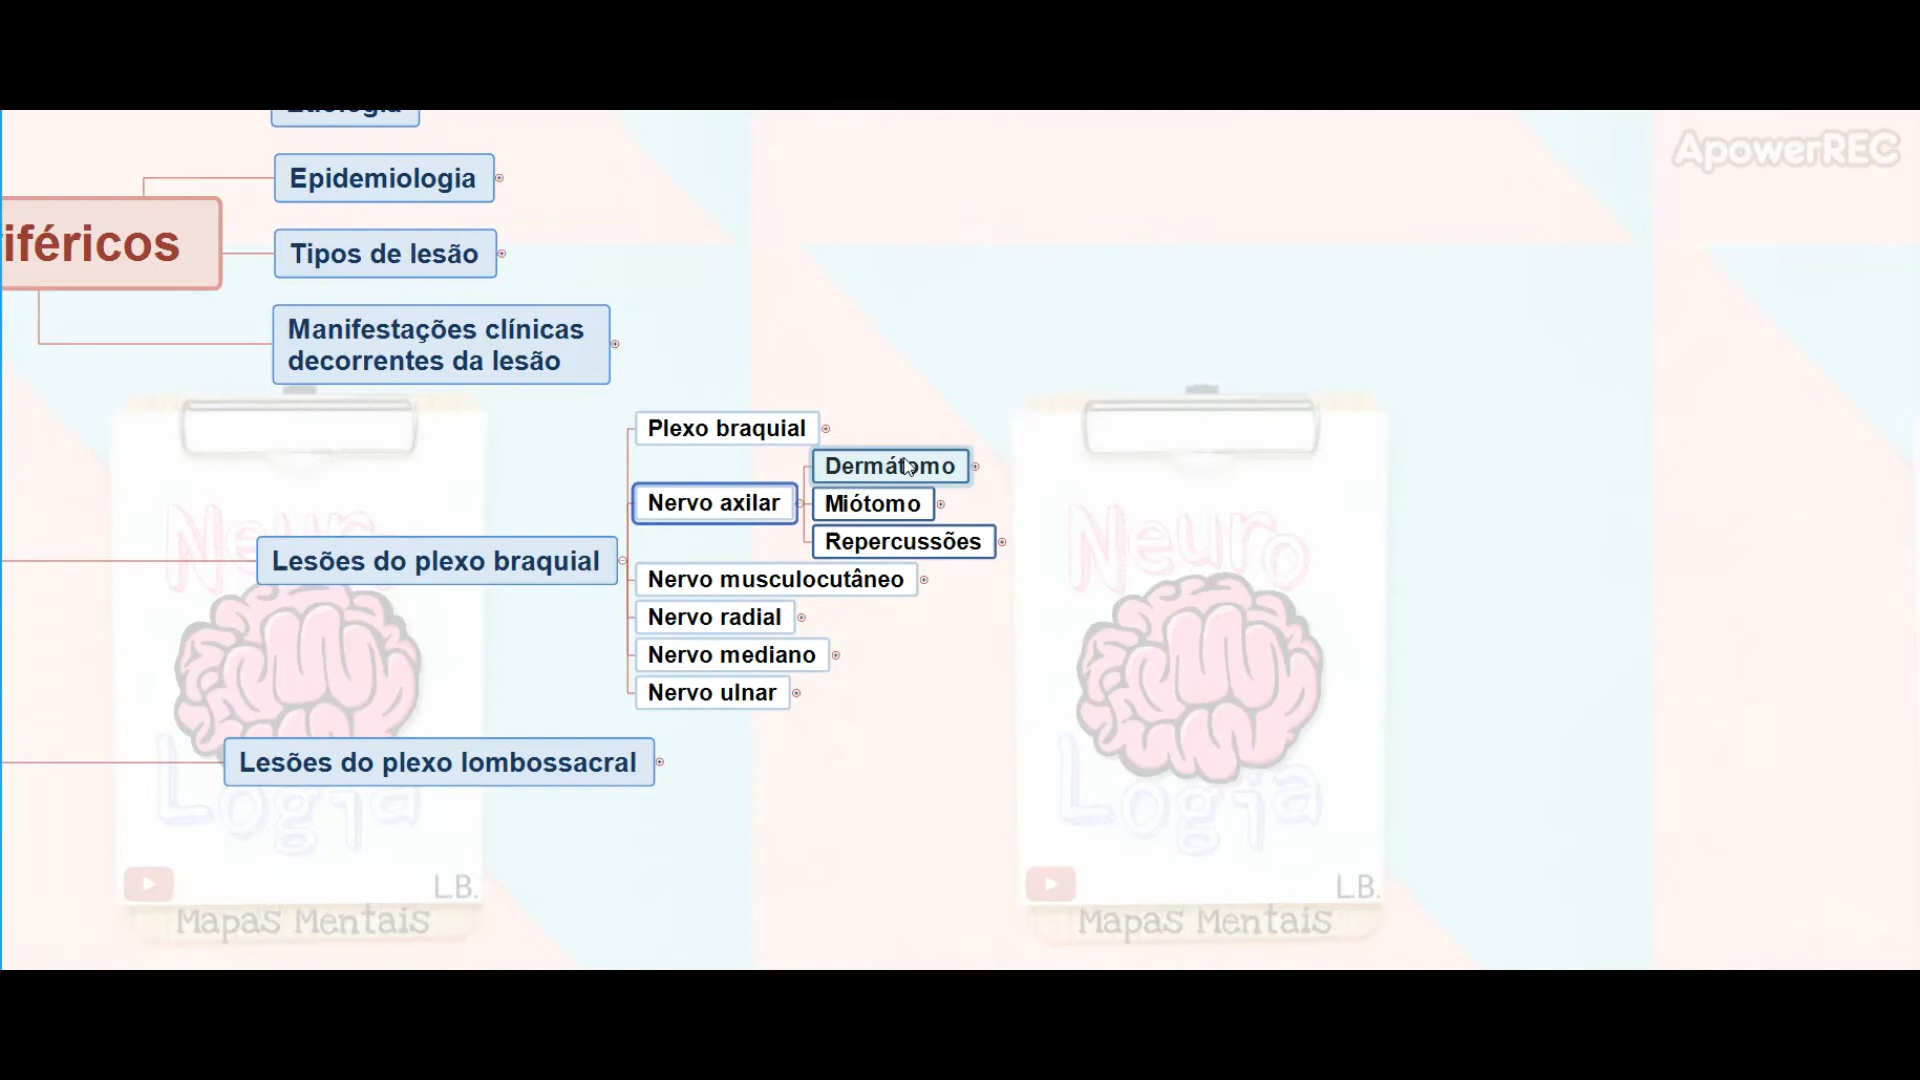 Etiologia
ApowerREC
Epidemiologia
iféricos
Tipos de lesão
Manifestações clínicas
decorrentes da lesão
Plexo braquial
Dermátomo
Nervo axilar
Miótomo
Repercussões
Lesões do plexo braquial
Nervo musculocutâneo
Nervo radial
Nervo mediano
Nervo ulnar
Lesões do plexo lombossacral
Neuro
Logia
L.B.
Mapas Mentais
Neuro
Logia
L.B.
Mapas Mentais